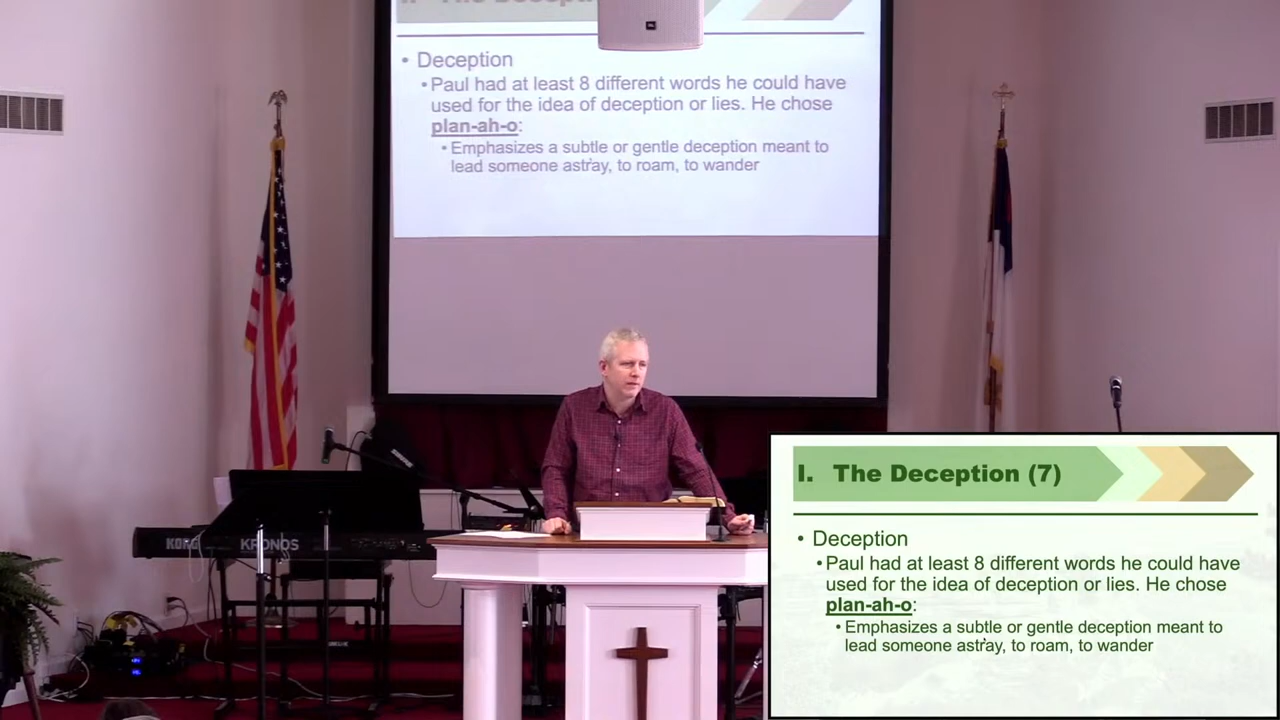 I. The Decepti
• Deception
• Paul had at least 8 different words he could have
used for the idea of deception or lies. He chose
plan-ah-o:
• Emphasizes a subtle or gentle deception meant to
lead someone astray, to roam, to wander
JBL
KORG KRONOS
I. The Deception (7)
• Deception
• Paul had at least 8 different words he could have
used for the idea of deception or lies. He chose
plan-ah-o:
• Emphasizes a subtle or gentle deception meant to
lead someone astray, to roam, to wander